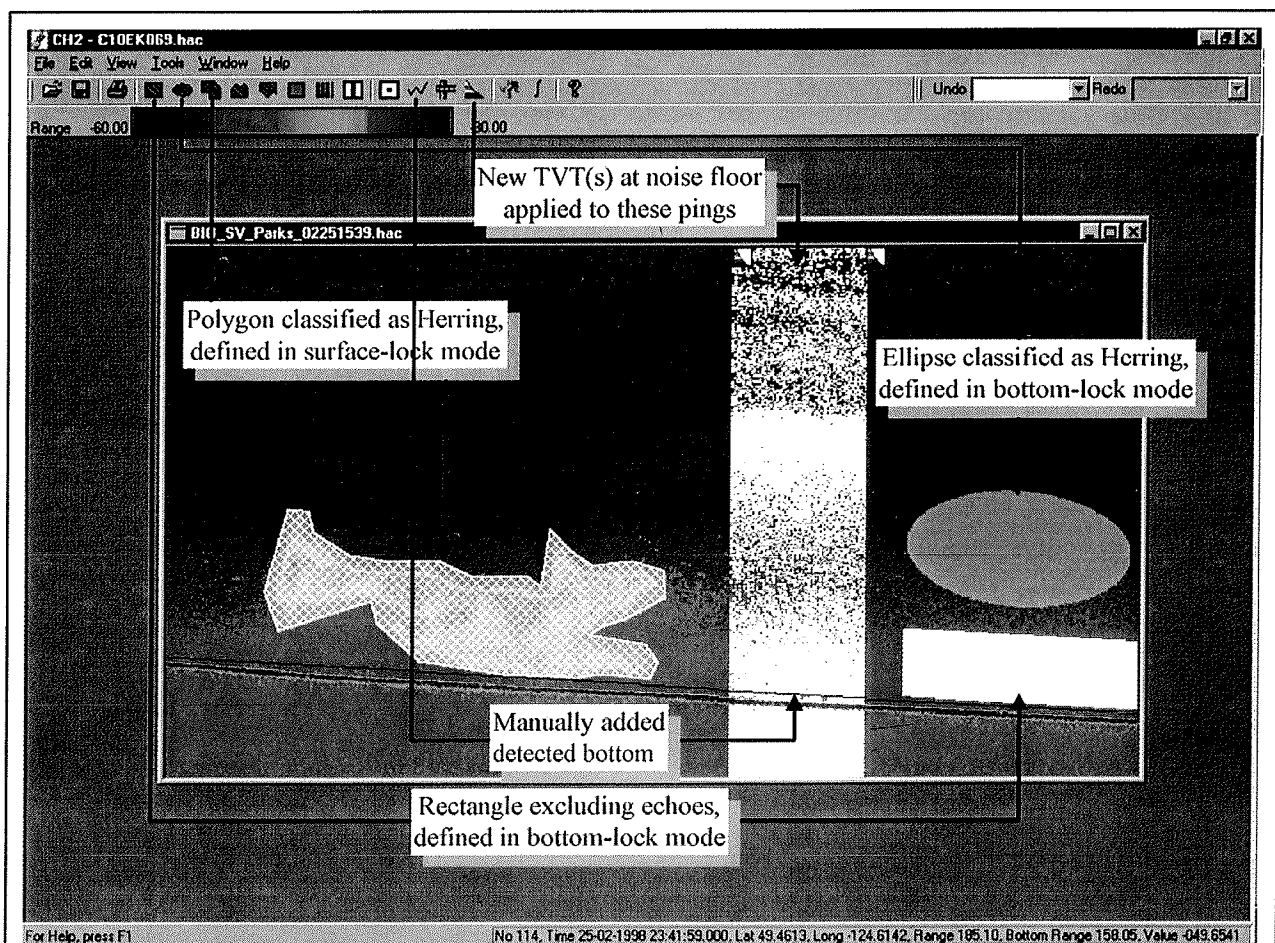 CH2 - C10EK069.hac
File Edit View Tools Window Help
Undo Redo
Range -60.00 -30.00
New TVT(s) at noise floor
applied to these pings
BIO_SV_Parks_02251539.hac
Polygon classified as Herring,
defined in surface-lock mode
Ellipse classified as Herring,
defined in bottom-lock mode
Manually added
detected bottom
Rectangle excluding echoes,
defined in bottom-lock mode
For Help, press F1
No 114, Time 25-02-1998 23:41:59.000, Lat 49.4613, Long -124.6142, Range 185.10, Bottom Range 158.05, Value -049.6541